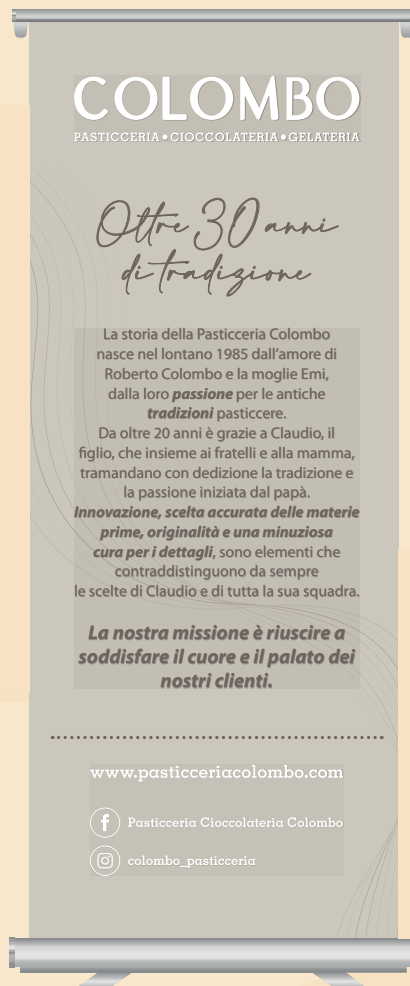 COLOMBO
PASTICCERIA•CIOCCOLATERIA•GELATERIA
Oltre 30 anni
di tradizione
La storia della Pasticceria Colombo
nasce nel lontano 1985 dall'amore di
Roberto Colombo e la moglie Emi,
dalla loro passione per le antiche
tradizioni pasticcere.
Da oltre 20 anni è grazie a Claudio, il
figlio, che insieme ai fratelli e alla mamma,
tramandano con dedizione la tradizione e
la passione iniziata dal papà.
Innovazione, scelta accurata delle materie
prime, originalità e una minuziosa
cura per i dettagli, sono elementi che
contraddistinguono da sempre
le scelte di Claudio e di tutta la sua squadra.
La nostra missione è riuscire a
soddisfare il cuore e il palato dei
nostri clienti.
www.pasticceriacolombo.com
Pasticceria Cioccolateria Colombo
colombo_pasticceria